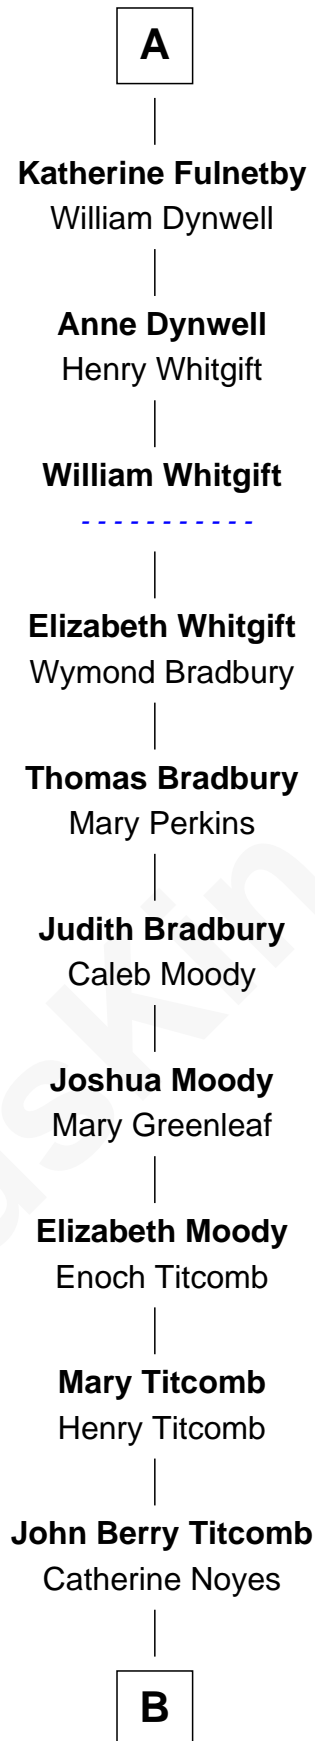 A
Katherine Fulnetby
William Dynwell
Anne Dynwell
Henry Whitgift
William Whitgift
- - - - - - - - - - -
Elizabeth Whitgift
Wymond Bradbury
Thomas Bradbury
Mary Perkins
Judith Bradbury
Caleb Moody
Joshua Moody
Mary Greenleaf
Elizabeth Moody
Enoch Titcomb
Mary Titcomb
Henry Titcomb
John Berry Titcomb
Catherine Noyes
B